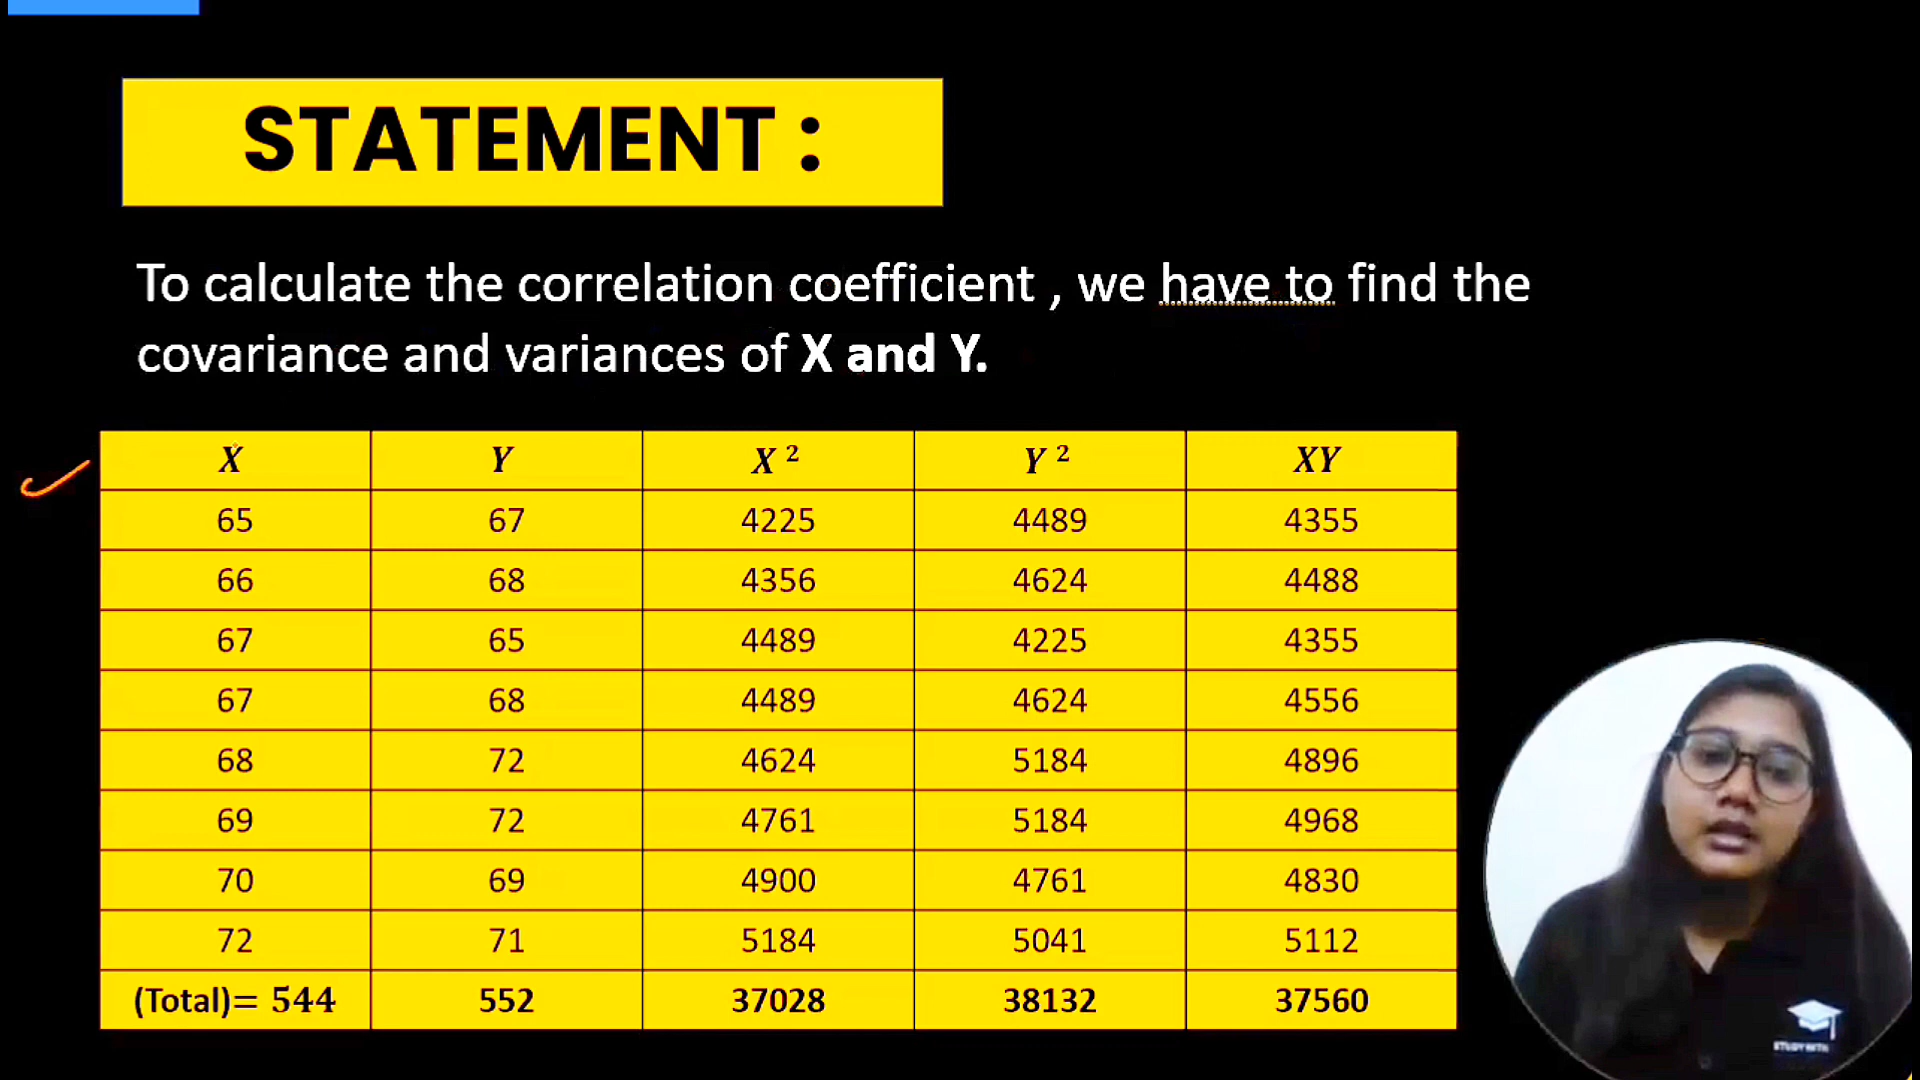 STATEMENT :
To calculate the correlation coefficient , we have to find the
covariance and variances of X and Y.
X Y X ² Y ² XY
65 67 4225 4489 4355
66 68 4356 4624 4488
67 65 4489 4225 4355
67 68 4489 4624 4556
68 72 4624 5184 4896
69 72 4761 5184 4968
70 69 4900 4761 4830
72 71 5184 5041 5112
(Total)= 544 552 37028 38132 37560